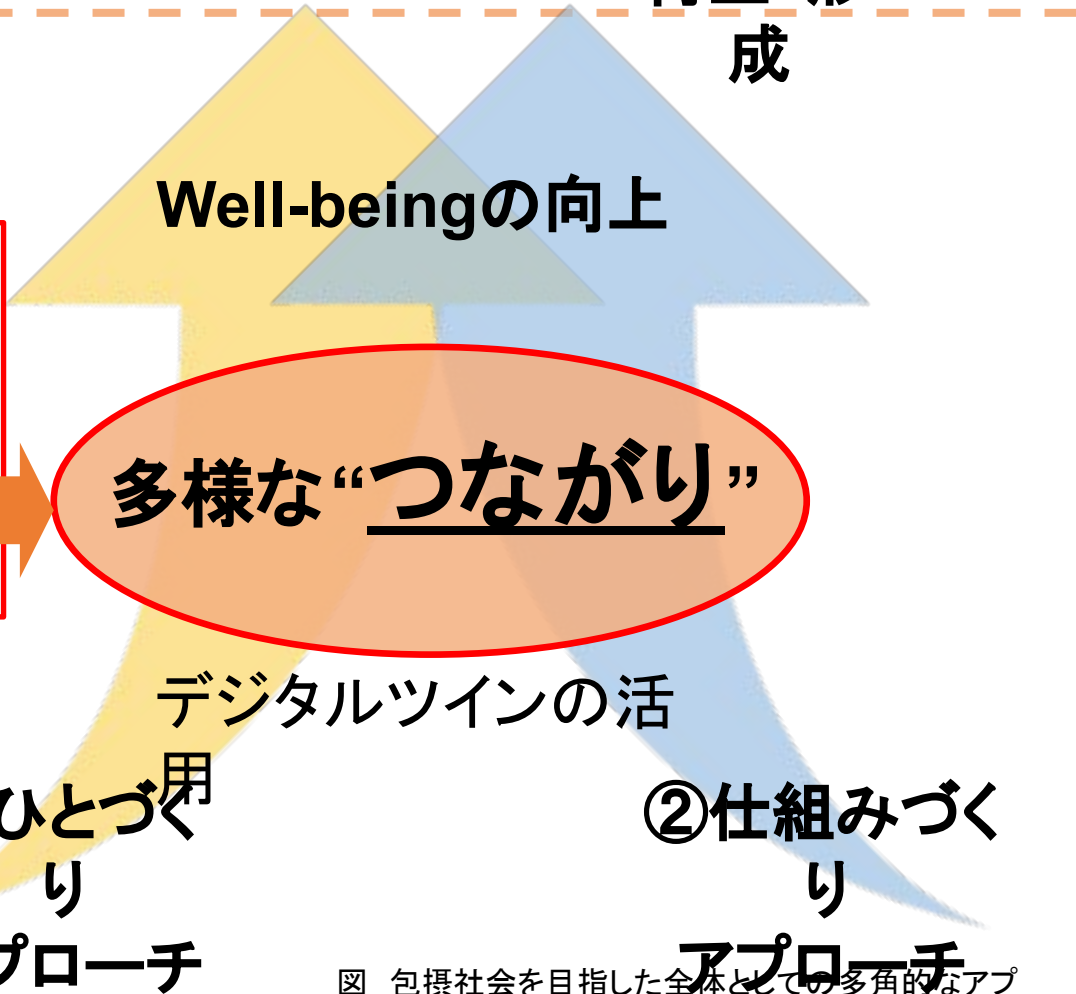 成
Well-beingの向上
多様な“つながり”
デジタルツインの活
用
ひとづく
り
プローチ
②仕組みづく
り
アプローチ
図 包摂社会を目指した全体としての多角的なアプ